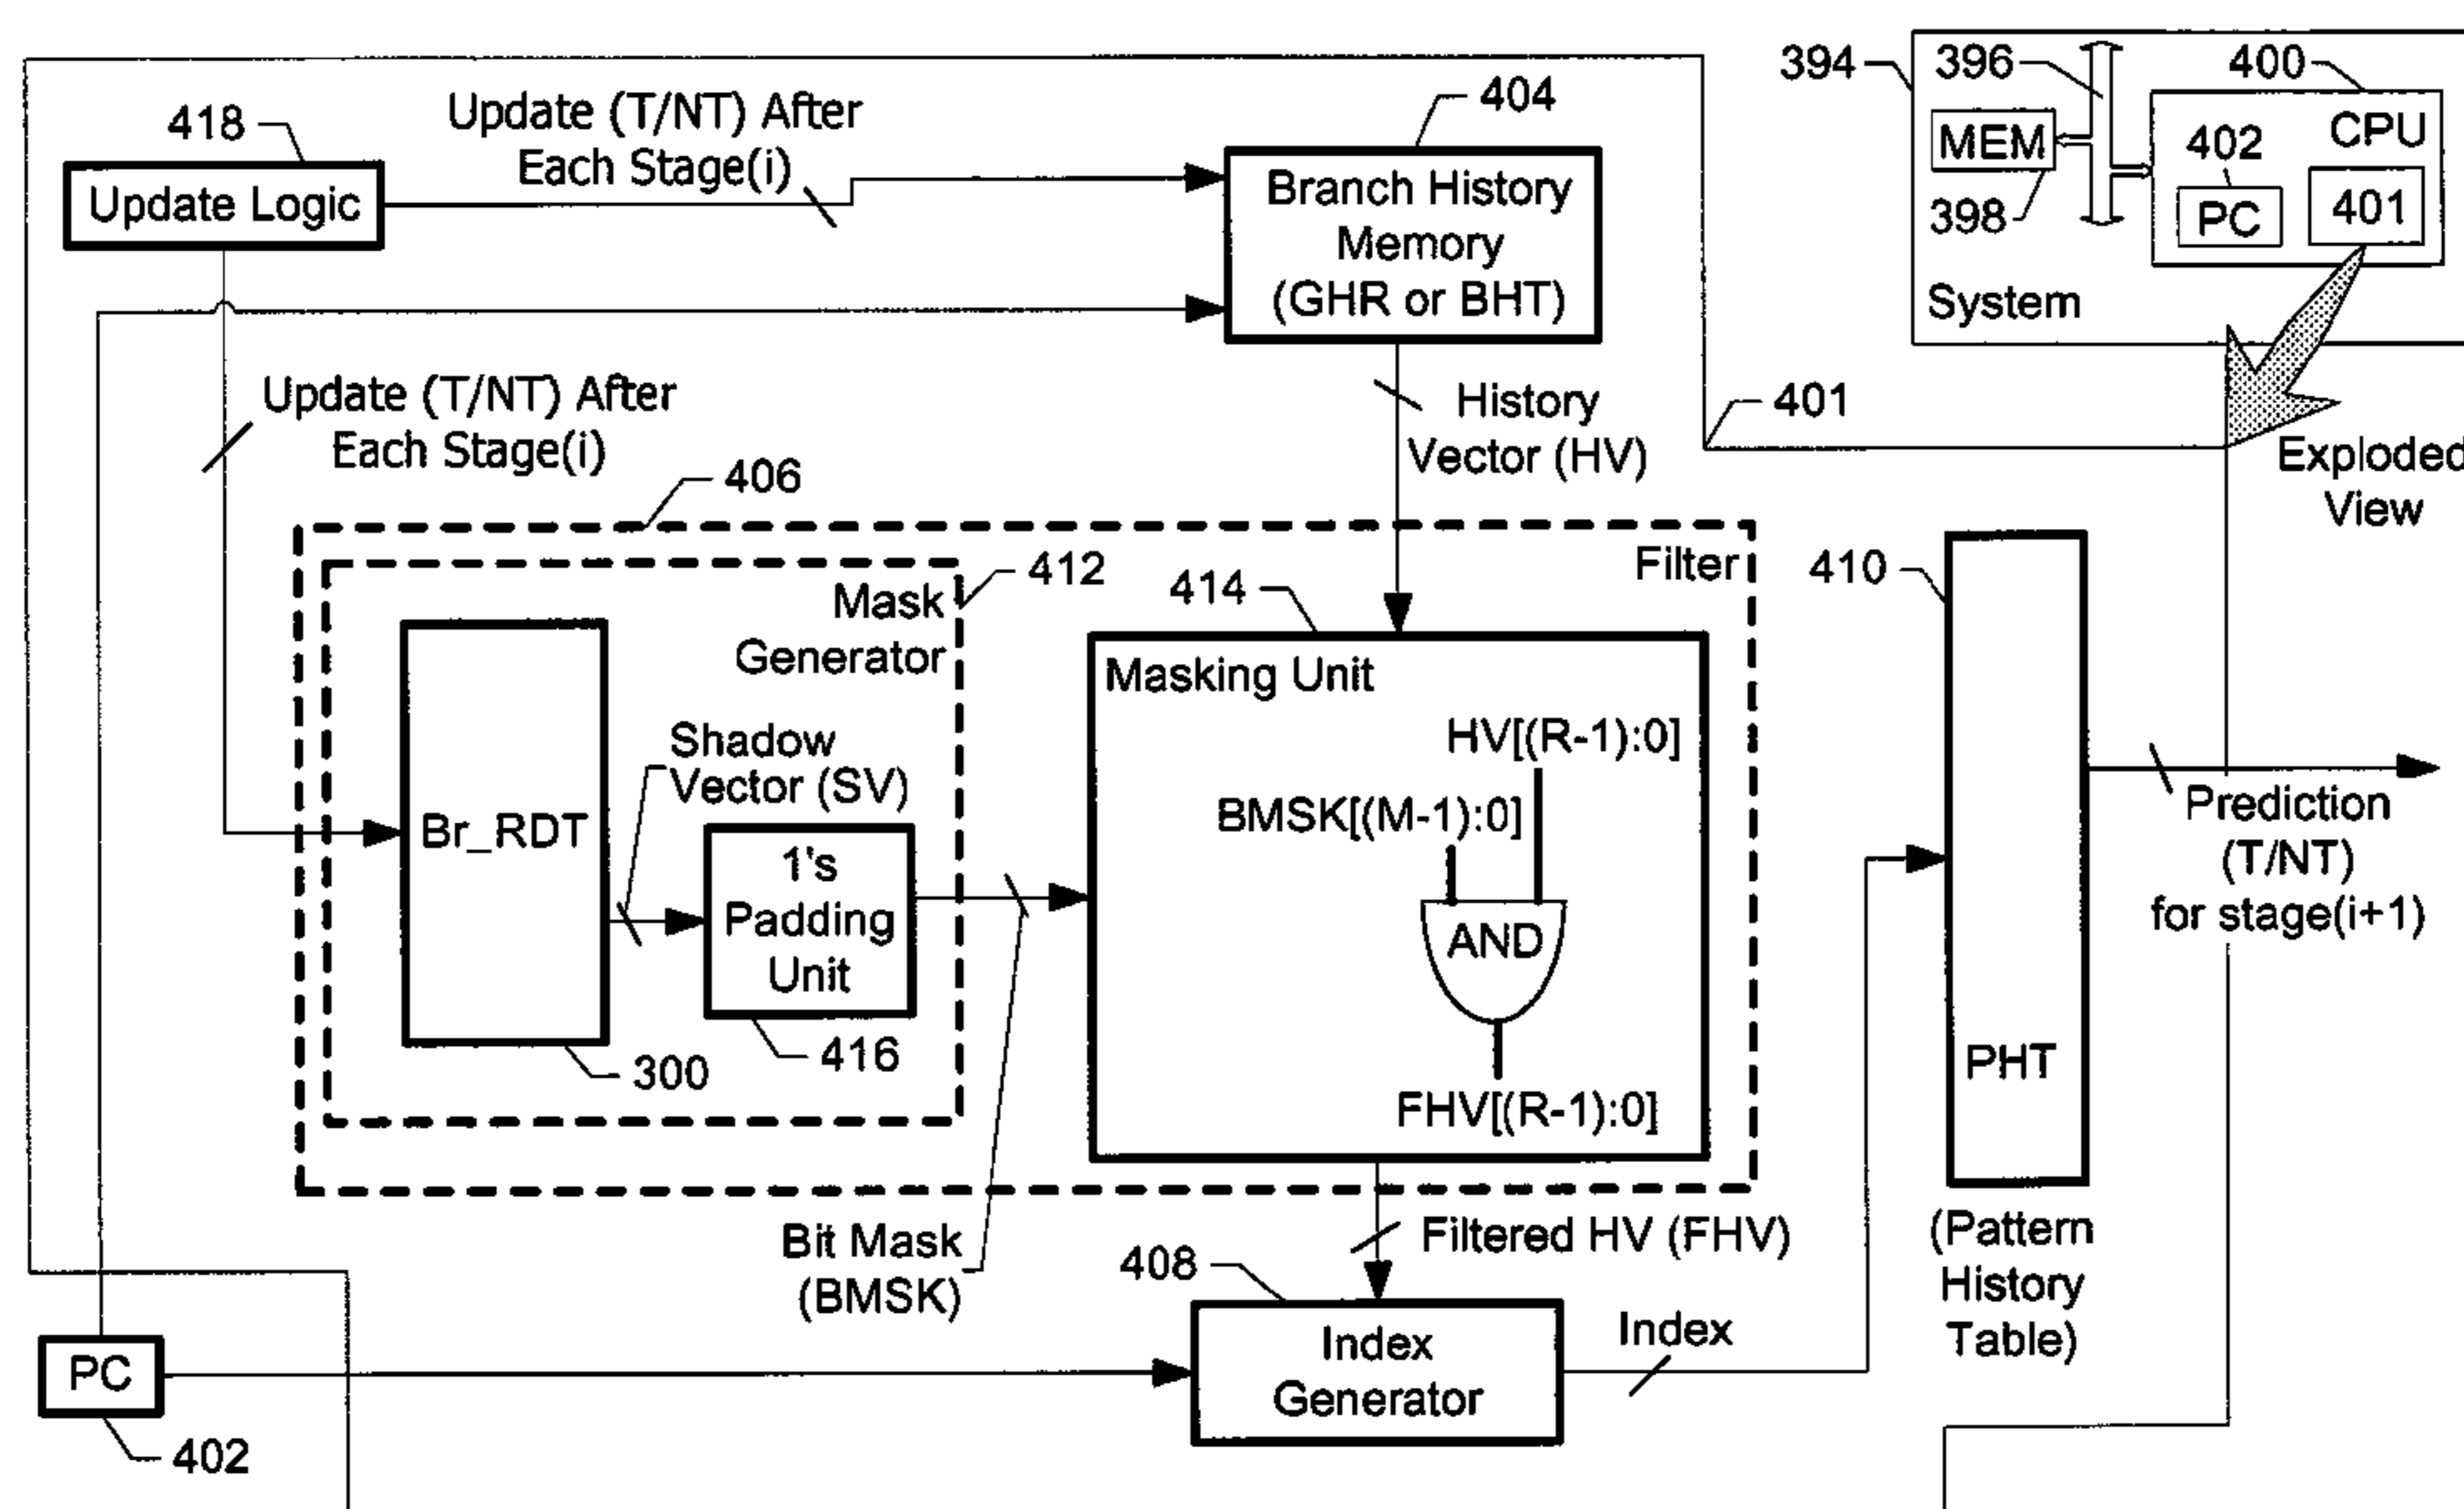 418
Update (T/NT) After
Each Stage(i)
Update Logic
404
Branch History
Memory
(GHR or BHT)
394
396
400
MEM
398
402
CPU
PC
401
System
Exploded
View
401
Update (T/NT) After
Each Stage(i)
History
Vector (HV)
406
Filter
412
Mask
Generator
Br_RDT
300
Shadow
Vector (SV)
1's
Padding
Unit
416
414
Masking Unit
HV[(R-1):0]
BMSK[(M-1):0]
AND
FHV[(R-1):0]
410
PHT
(Pattern
History
Table)
Prediction
(T/NT)
for stage(i+1)
Bit Mask
(BMSK)
Filtered HV (FHV)
408
Index
Generator
Index
PC
402